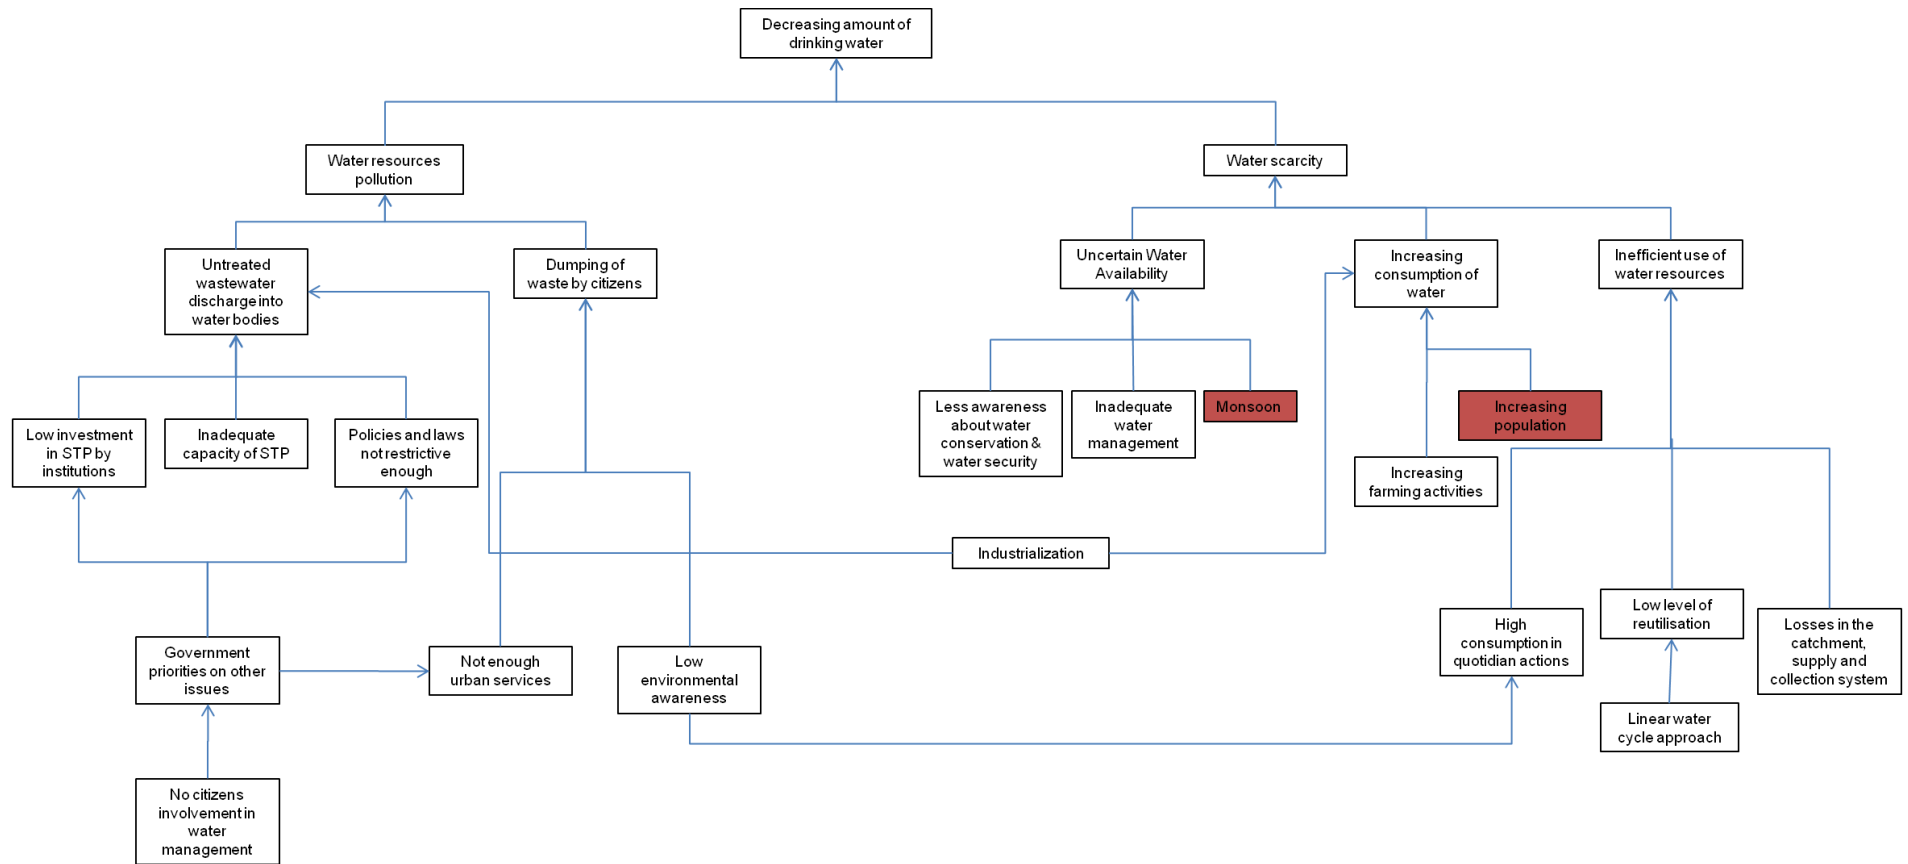 Decreasing amount of
drinking water
Water resources
pollution
Water scarcity
Untreated
wastewater
discharge into
water bodies
Dumping of
waste by citizens
Uncertain Water
Availability
Increasing
consumption of
water
Inefficient use of
water resources
Low investment
in STP by
institutions
Inadequate
capacity of STP
Policies and laws
not restrictive
enough
Less awareness
about water
conservation &
water security
Inadequate
water
management
Monsoon
Increasing
population
Increasing
farming activities
Industrialization
Government
priorities on other
issues
Not enough
urban services
Low
environmental
awareness
High
consumption in
quotidian actions
Low level of
reutilisation
Losses in the
catchment,
supply and
collection system
Linear water
cycle approach
No citizens
involvement in
water
management